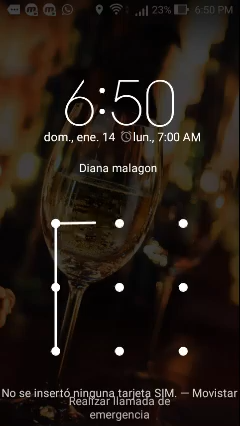 23% 6:50 PM
6:50
dom., ene. 14 lun., 7:00 AM
Diana malagon
No se insertó ninguna tarjeta SIM. — Movistar
Realizar llamada de
emergencia